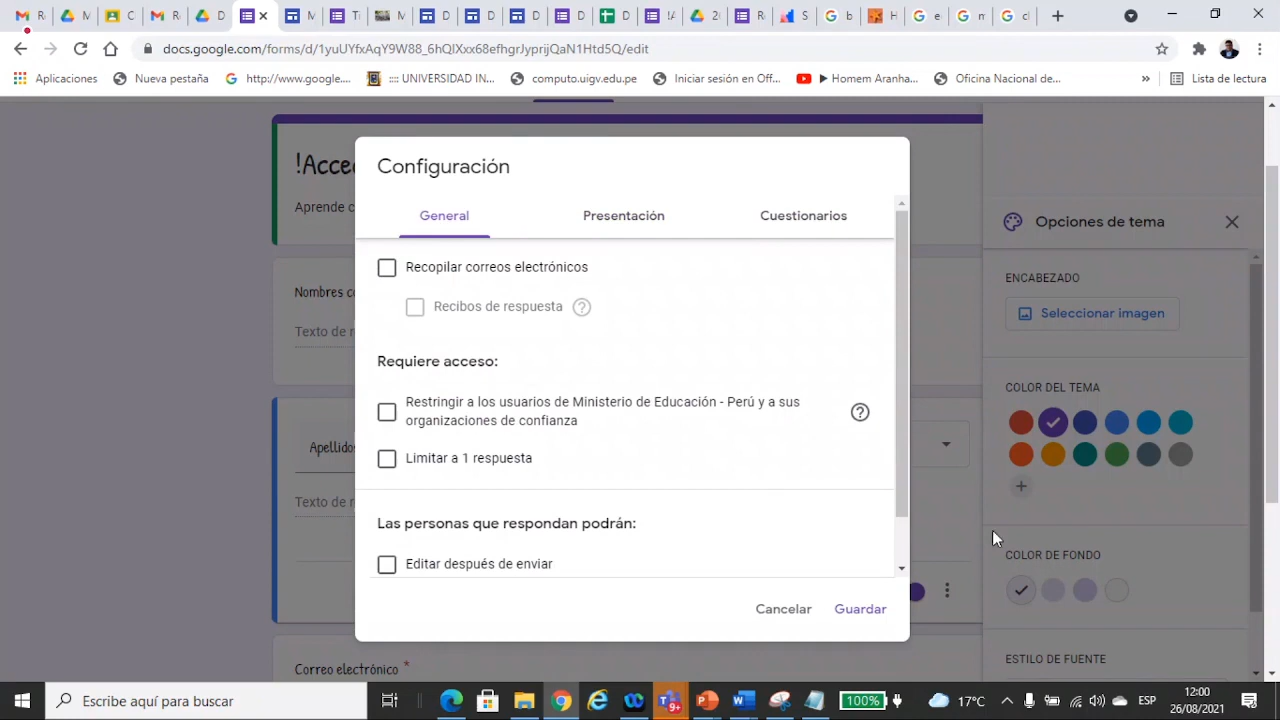 M
M
C
R
D
M
Ti
M
D
D
D
D
D
!A
2(
R
S
b
H
e
n
cl
docs.google.com/forms/d/1yuUYfxAqY9W88_6hQlXxx68efhgrJyprijQaN1Htd5Q/edit
Aplicaciones
Nueva pestaña
http://www.google....
:::: UNIVERSIDAD IN...
computo.uigv.edu.pe
Iniciar sesión en Off...
▶ Homem Aranha...
Oficina Nacional de...
»
Lista de lectura
!Acce
Aprende c
Nombres c
Texto de r
Apellidos
Texto de r
Correo electrónico *
Configuración
General
Presentación
Cuestionarios
Recopilar correos electrónicos
Recibos de respuesta
Requiere acceso:
Restringir a los usuarios de Ministerio de Educación - Perú y a sus
organizaciones de confianza
Limitar a 1 respuesta
Las personas que respondan podrán:
Editar después de enviar
Cancelar
Guardar
Opciones de tema
ENCABEZADO
Seleccionar imagen
COLOR DEL TEMA
COLOR DE FONDO
ESTILO DE FUENTE
Escribe aquí para buscar
9+
100%
17°C
ESP
12:00
26/08/2021